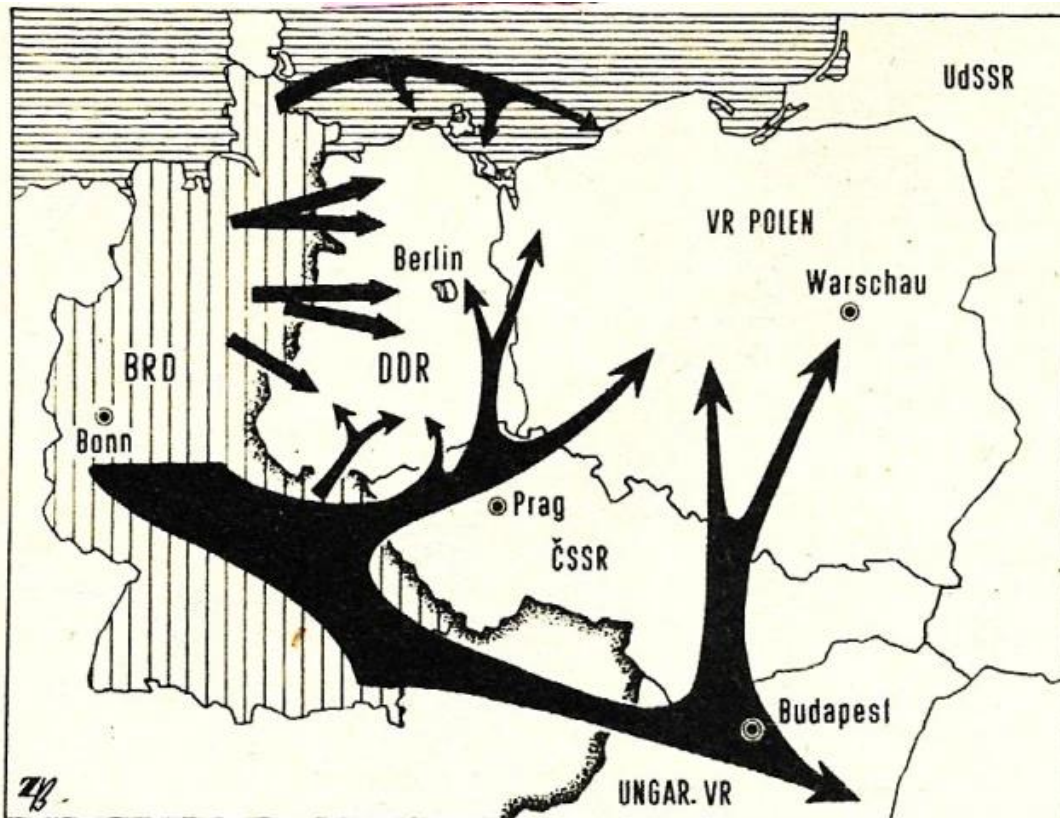 UdSSR
VR POLEN
Berlin
Warschau
BRD
DDR
Bonn
Prag
ČSSR
Budapest
UNGAR. VR